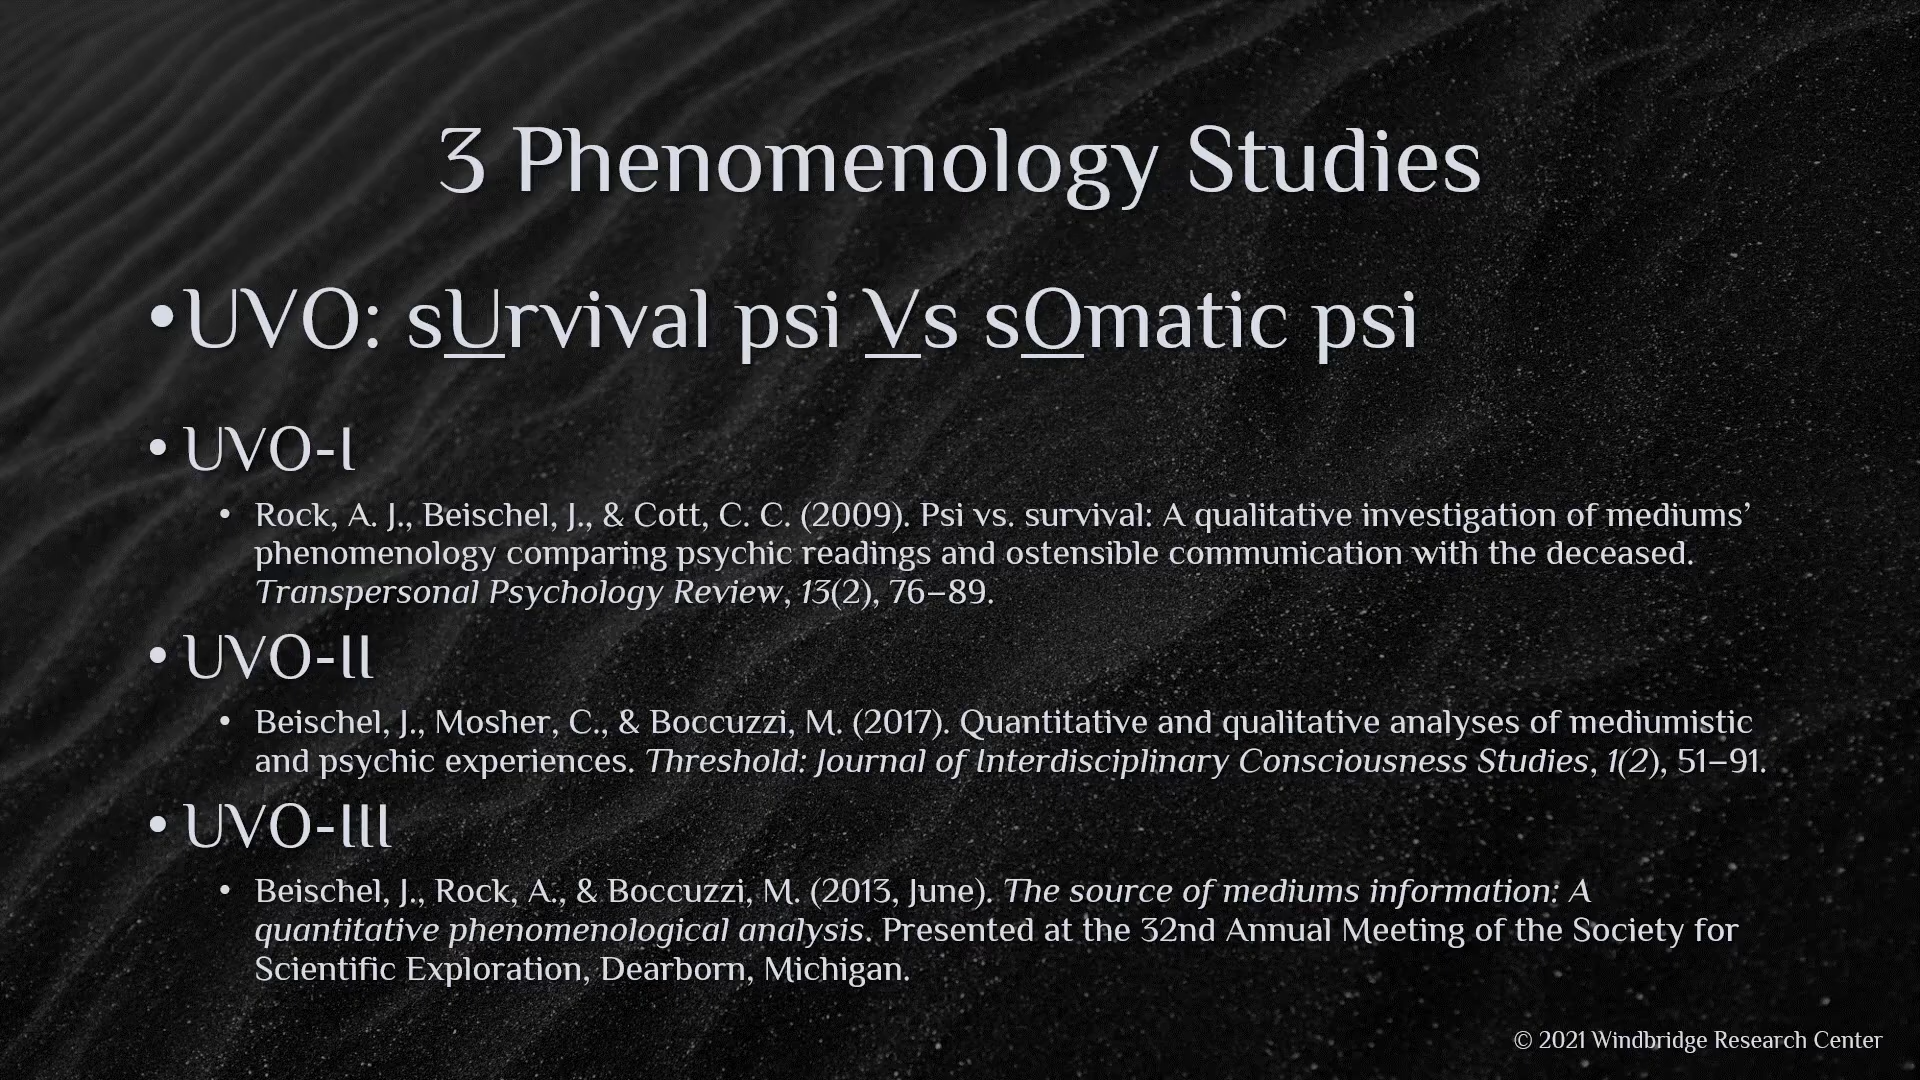 3 Phenomenology Studies
•UVO: sUrvival psi Vs sOmatic psi
• UVO-I
• Rock, A. J., Beischel, J., & Cott, C. C. (2009). Psi vs. survival: A qualitative investigation of mediums’
phenomenology comparing psychic readings and ostensible communication with the deceased.
Transpersonal Psychology Review, 13(2), 76–89.
• UVO-II
• Beischel, J., Mosher, C., & Boccuzzi, M. (2017). Quantitative and qualitative analyses of mediumistic
and psychic experiences. Threshold: Journal of Interdisciplinary Consciousness Studies, 1(2), 51–91.
• UVO-III
• Beischel, J., Rock, A., & Boccuzzi, M. (2013, June). The source of mediums information: A
quantitative phenomenological analysis. Presented at the 32nd Annual Meeting of the Society for
Scientific Exploration, Dearborn, Michigan.
© 2021 Windbridge Research Center